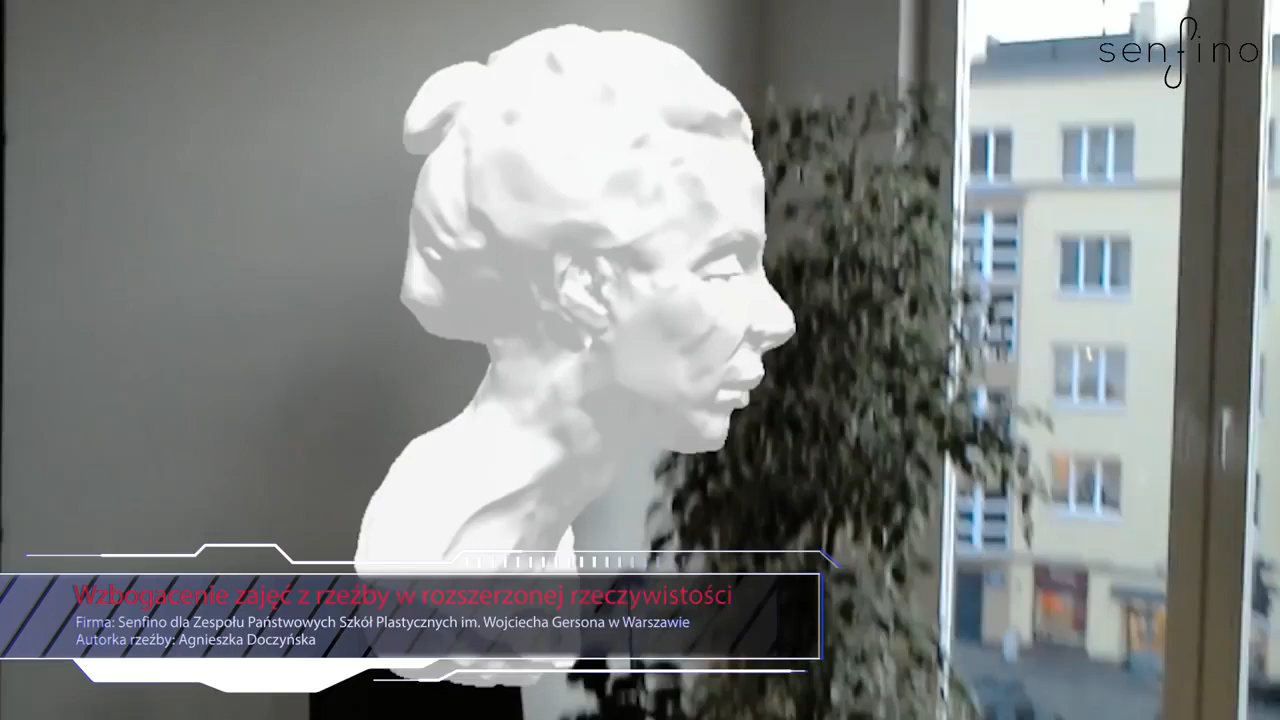 senfino
Wzbogacenie zajęć z rzeźby w rozszerzonej rzeczywistości
Firma: Senfino dla Zespołu Państwowych Szkół Plastycznych im. Wojciecha Gersona w Warszawie
Autorka rzeźby: Agnieszka Doczyńska